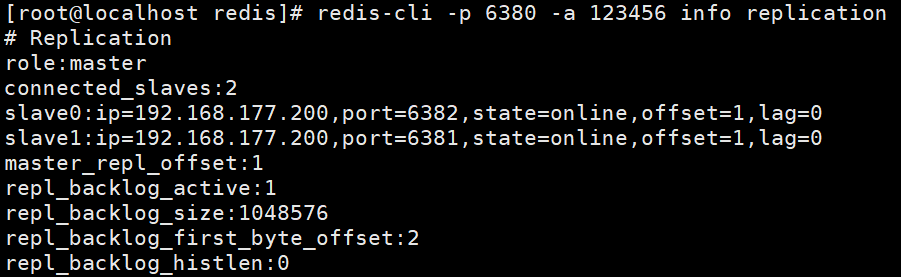 [root@localhost redis]# redis-cli -p 6380 -a 123456 info replication
# Replication
role:master
connected_slaves:2
slave0:ip=192.168.177.200,port=6382,state=online,offset=1,lag=0
slave1:ip=192.168.177.200,port=6381,state=online,offset=1,lag=0
master_repl_offset:1
repl_backlog_active:1
repl_backlog_size:1048576
repl_backlog_first_byte_offset:2
repl_backlog_histlen:0